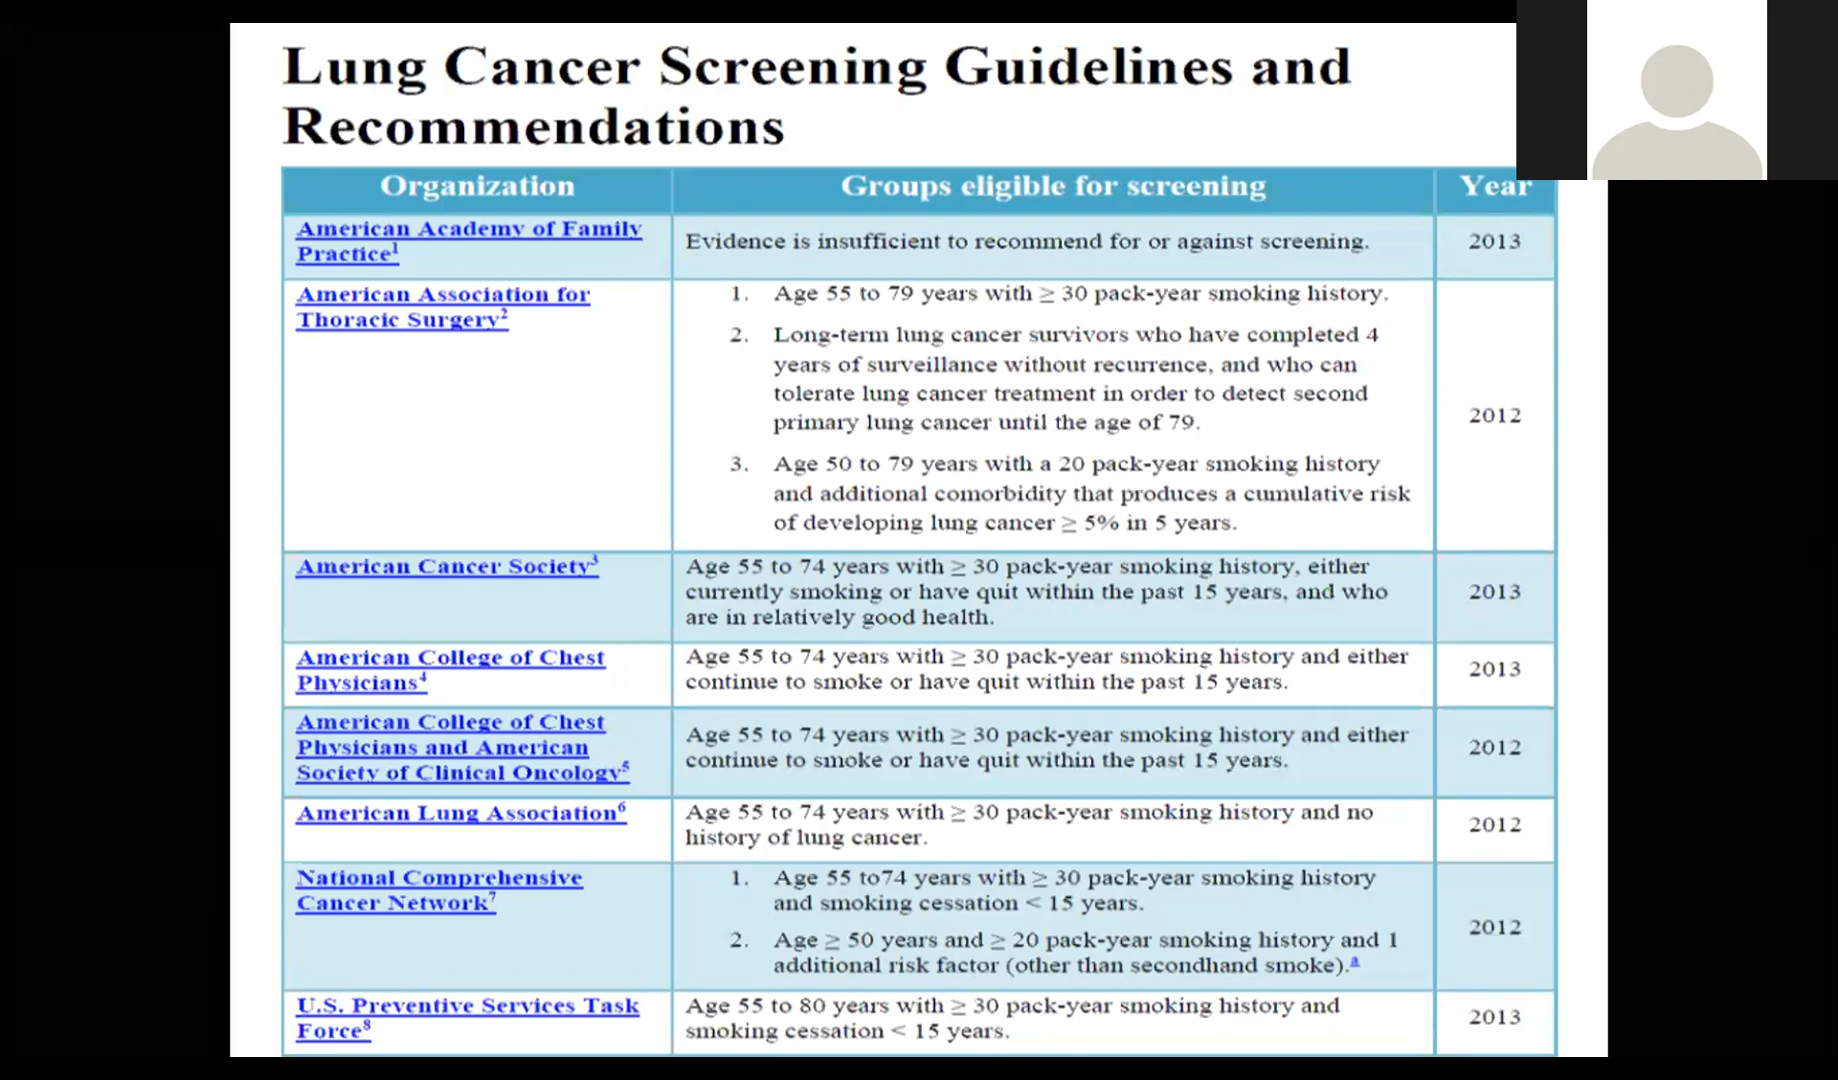 Lung Cancer Screening Guidelines and
Recommendations
Organization
Groups eligible for screening
Year
American Academy of Family
Practice1
Evidence is insufficient to recommend for or against screening.
2013
American Association for
Thoracic Surgery2
1. Age 55 to 79 years with ≥ 30 pack-year smoking history.
2. Long-term lung cancer survivors who have completed 4
years of surveillance without recurrence, and who can
tolerate lung cancer treatment in order to detect second
primary lung cancer until the age of 79.
3. Age 50 to 79 years with a 20 pack-year smoking history
and additional comorbidity that produces a cumulative risk
of developing lung cancer ≥ 5% in 5 years.
2012
American Cancer Society3
Age 55 to 74 years with ≥ 30 pack-year smoking history, either
currently smoking or have quit within the past 15 years, and who
are in relatively good health.
2013
American College of Chest
Physicians4
Age 55 to 74 years with ≥ 30 pack-year smoking history and either
continue to smoke or have quit within the past 15 years.
2013
American College of Chest
Physicians and American
Society of Clinical Oncology5
Age 55 to 74 years with ≥ 30 pack-year smoking history and either
continue to smoke or have quit within the past 15 years.
2012
American Lung Association6
Age 55 to 74 years with ≥ 30 pack-year smoking history and no
history of lung cancer.
2012
National Comprehensive
Cancer Network7
1. Age 55 to74 years with ≥ 30 pack-year smoking history
and smoking cessation < 15 years.
2. Age ≥ 50 years and ≥ 20 pack-year smoking history and 1
additional risk factor (other than secondhand smoke).a
2012
U.S. Preventive Services Task
Force8
Age 55 to 80 years with ≥ 30 pack-year smoking history and
smoking cessation < 15 years.
2013